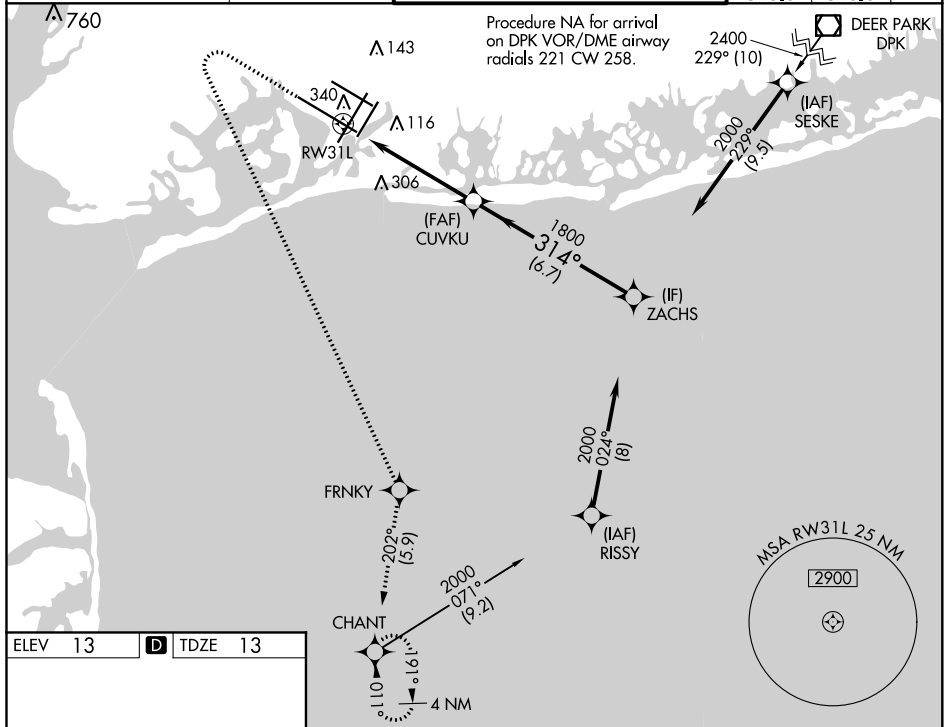 760
143
Procedure NA for arrival
on DPK VOR/DME airway
radials 221 CW 258.
2400
229° (10)
DEER PARK
DPK
(IAF)
SESKE
340
116
RW31L
2000
229°
(9.5)
306
(FAF)
CUVKU
1800
314°
(6.7)
(IF)
ZACHS
2000
024°
(8)
FRNKY
(IAF)
RISSY
202°
(5.9)
MSA RW31L 25 NM
2900
2000
071°
(9.2)
CHANT
161°
011°
4 NM
ELEV 13
D
TDZE 13